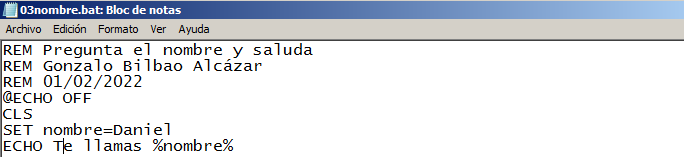 03nombre.bat: Bloc de notas
Archivo Edición Formato Ver Ayuda
REM Pregunta el nombre y saluda
REM Gonzalo Bilbao Alcázar
REM 01/02/2022
@ECHO OFF
CLS
SET nombre=Daniel
ECHO Te llamas %nombre%